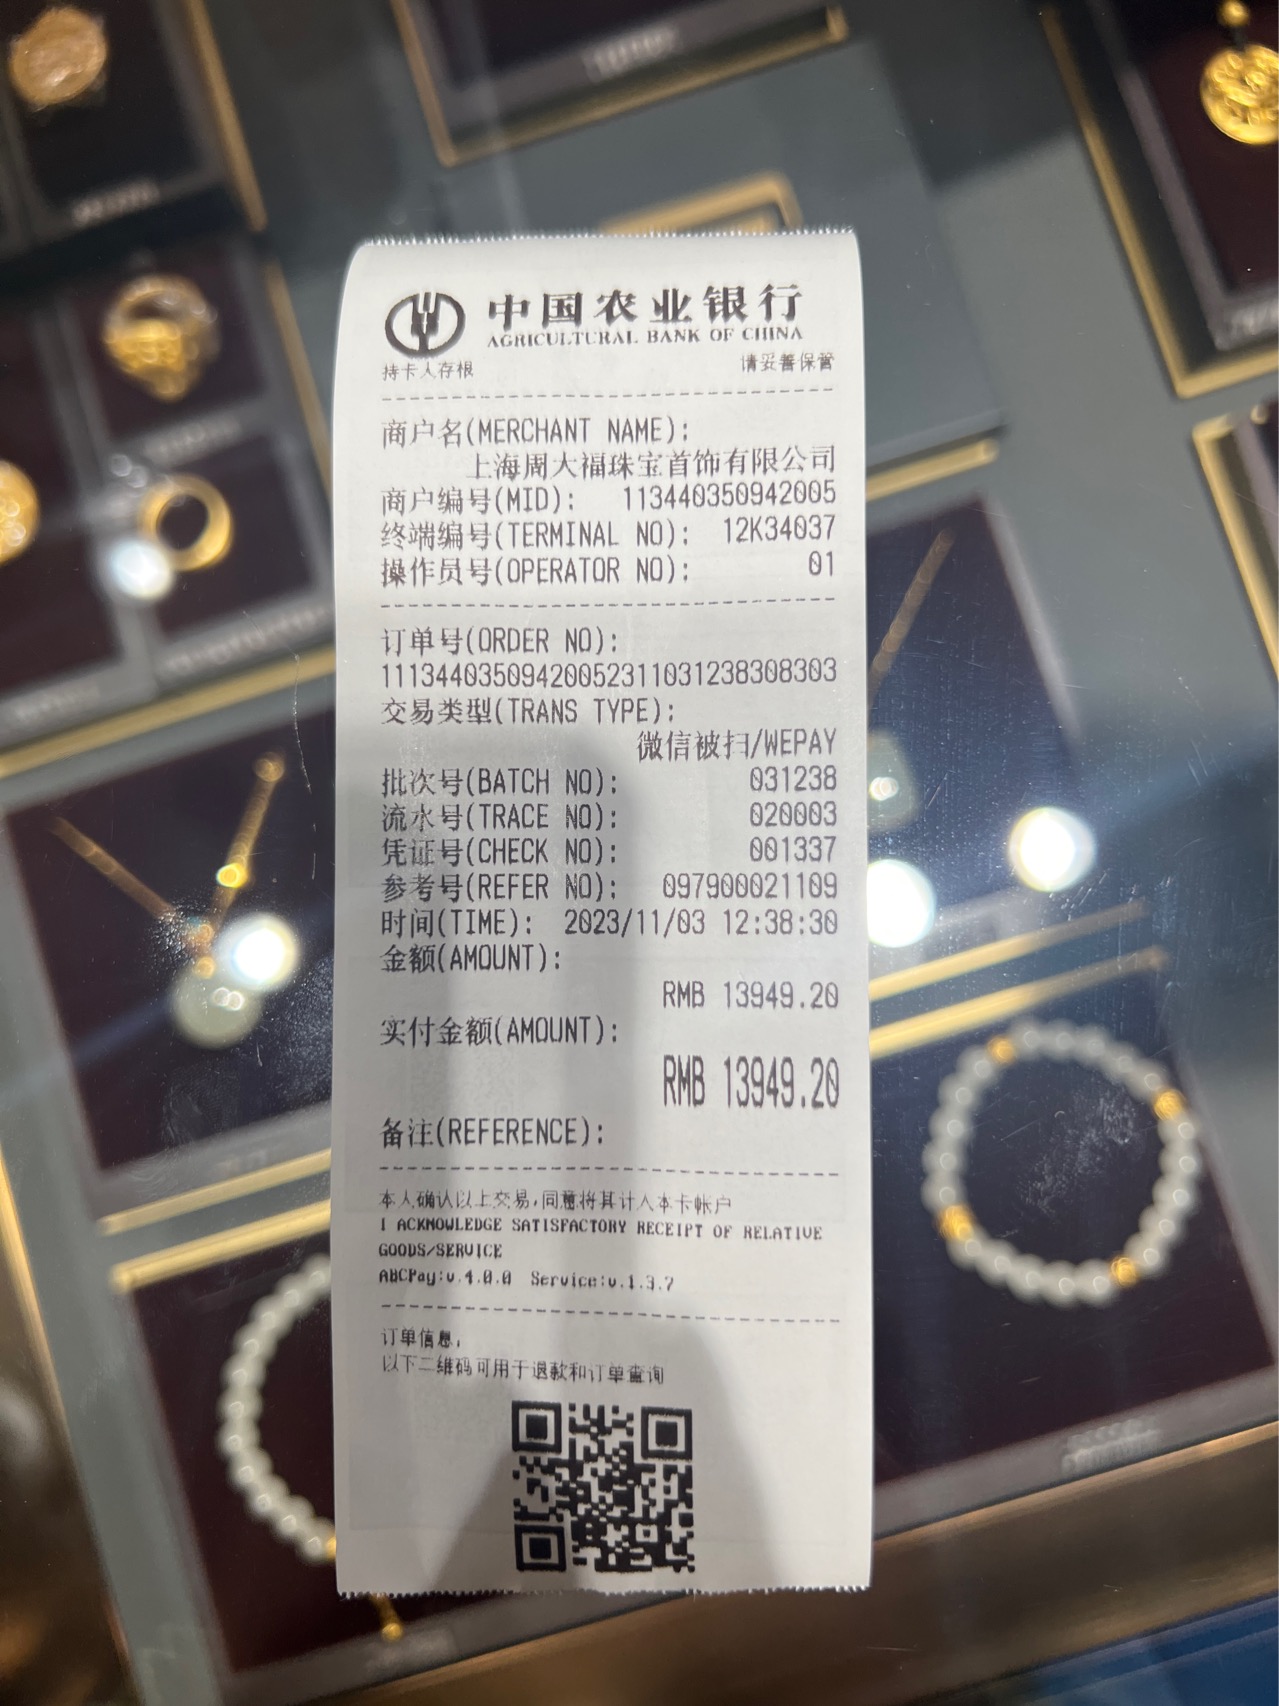 中国农业银行
AGRICULTURAL BANK OF CHINA
持卡人存根 请妥善保管
商户名(MERCHANT NAME):
上海周大福珠宝首饰有限公司
商户编号(MID): 113440350942005
终端编号(TERMINAL NO): 12K34037
操作员号(OPERATOR NO): 01
订单号(ORDER NO):
11134403509420052311031238308303
交易类型(TRANS TYPE):
微信被扫/WEPAY
批次号(BATCH NO): 031238
流水号(TRACE NO): 020003
凭证号(CHECK NO): 001337
参考号(REFER NO): 097900021109
时间(TIME): 2023/11/03 12:38:30
金额(AMOUNT):
RMB 13949.20
实付金额(AMOUNT):
RMB 13949.20
备注(REFERENCE):
本人确认以上交易,同意将其计入本卡帐户
I ACKNOWLEDGE SATISFACTORY RECEIPT OF RELATIVE
GOODS/SERVICE
ABCPay:v.4.0.0 Service:v.1.3.7
订单信息,
以下二维码可用于退款和订单查询